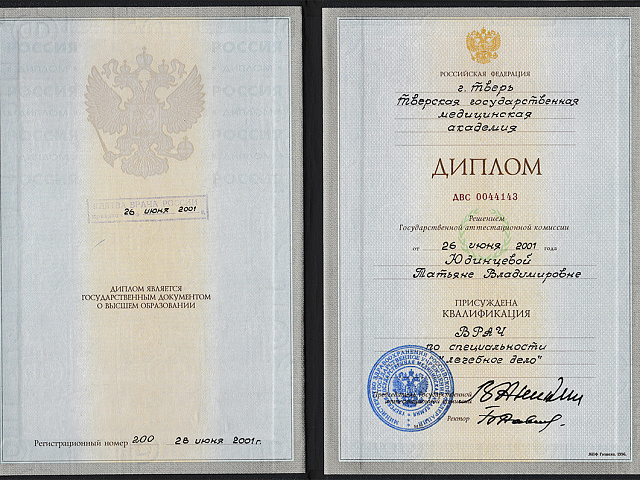 26 июня 2001
ДИПЛОМ ЯВЛЯЕТСЯ
ГОСУДАРСТВЕННЫМ ДОКУМЕНТОМ
О ВЫСШЕМ ОБРАЗОВАНИИ
Регистрационный номер 200 28 июня 2001г.
РОССИЙСКАЯ ФЕДЕРАЦИЯ
г. Тверь
Тверская государственная
медицинская
академия
ДИПЛОМ
ДВС 0044143
Решением
Государственной аттестационной комиссии
от 26 июня 2001 года
Юдинцевой
Татьяне Владимировне
ПРИСУЖДЕНА
КВАЛИФИКАЦИЯ
ВРАЧ
по специальности
"лечебное дело"
Государственной
Ректор